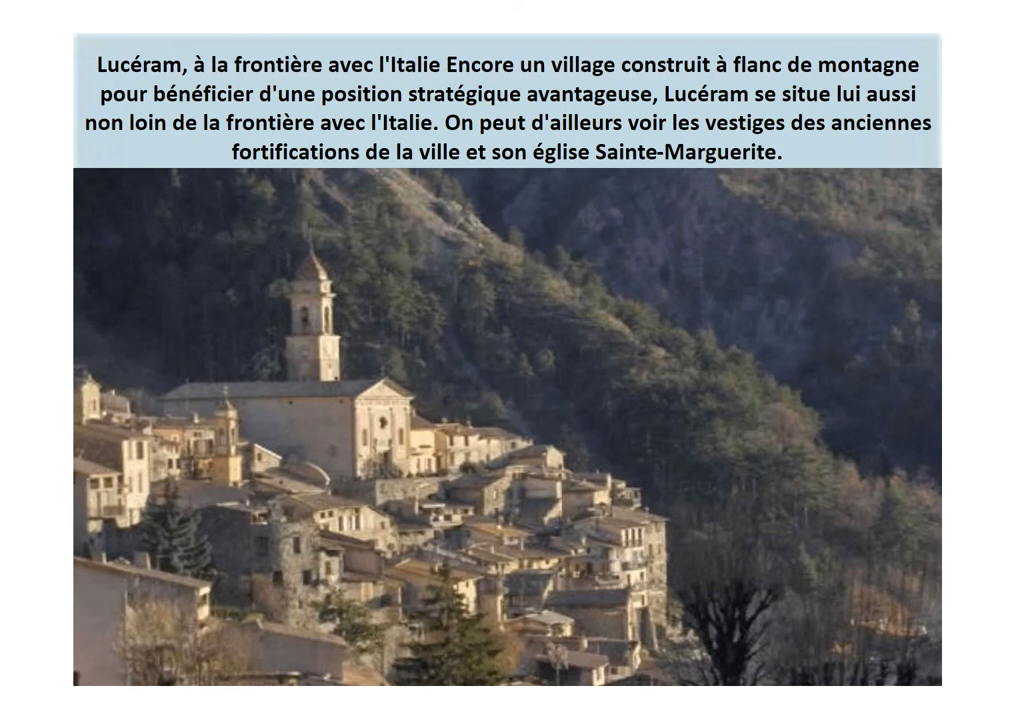 Lucéram, à la frontière avec l'Italie Encore un village construit à flanc de montagne
pour bénéficier d'une position stratégique avantageuse, Lucéram se situe lui aussi
non loin de la frontière avec l'Italie. On peut d'ailleurs voir les vestiges des anciennes
fortifications de la ville et son église Sainte-Marguerite.